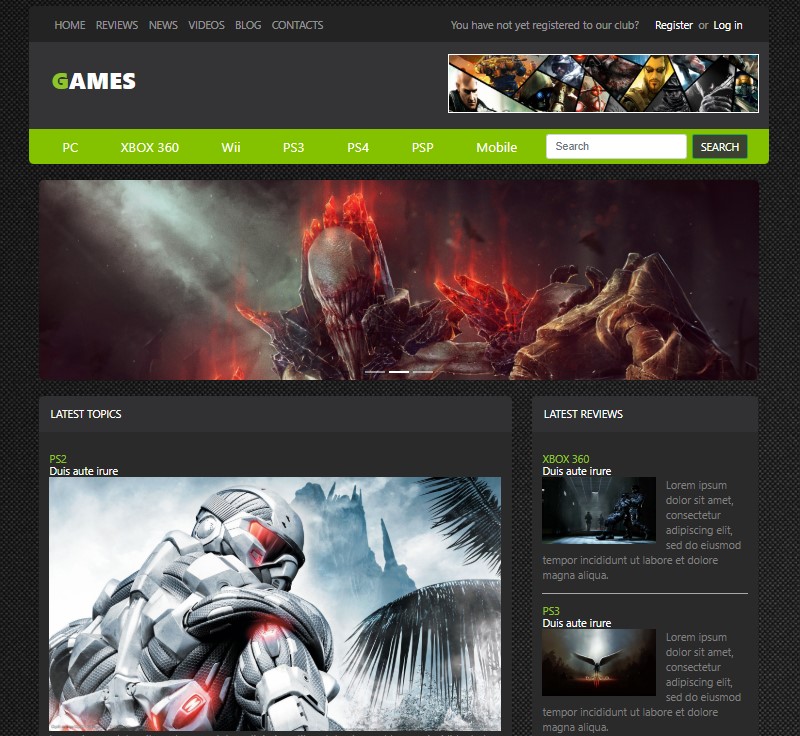 HOME REVIEWS NEWS VIDEOS BLOG CONTACTS You have not yet registered to our club? Register or Log in
GAMES
PC XBOX 360 Wii PS3 PS4 PSP Mobile Search SEARCH
LATEST TOPICS
PS2
Duis aute irure
LATEST REVIEWS
XBOX 360
Duis aute irure
Lorem ipsum
dolor sit amet,
consectetur
adipiscing elit,
sed do eiusmod
tempor incididunt ut labore et dolore
magna aliqua.
PS3
Duis aute irure
Lorem ipsum
dolor sit amet,
consectetur
adipiscing elit,
sed do eiusmod
tempor incididunt ut labore et dolore
magna aliqua.